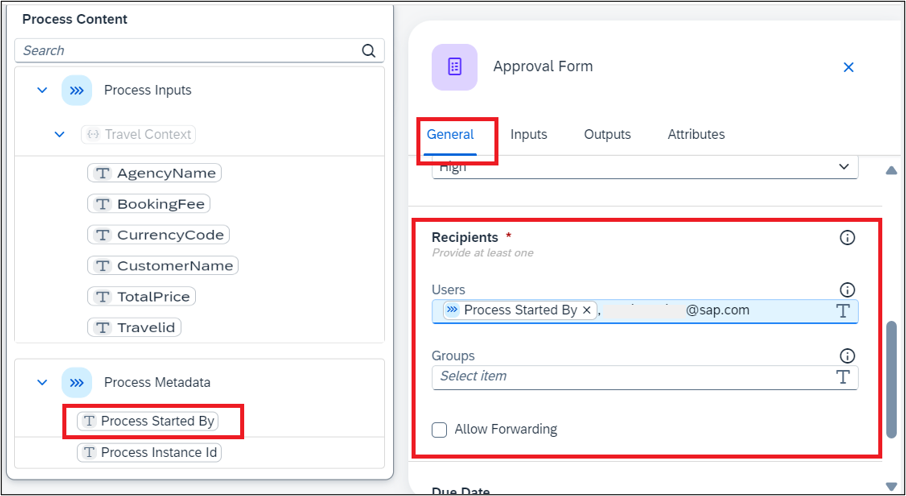 Process Content
Search
Process Inputs
Travel Context
AgencyName
BookingFee
CurrencyCode
CustomerName
TotalPrice
Travelid
Process Metadata
Process Started By
Process Instance Id
Approval Form
General Inputs Outputs Attributes
High
Recipients *
Provide at least one
Users
Process Started By × , @sap.com
Groups
Select item
Allow Forwarding
Due Date